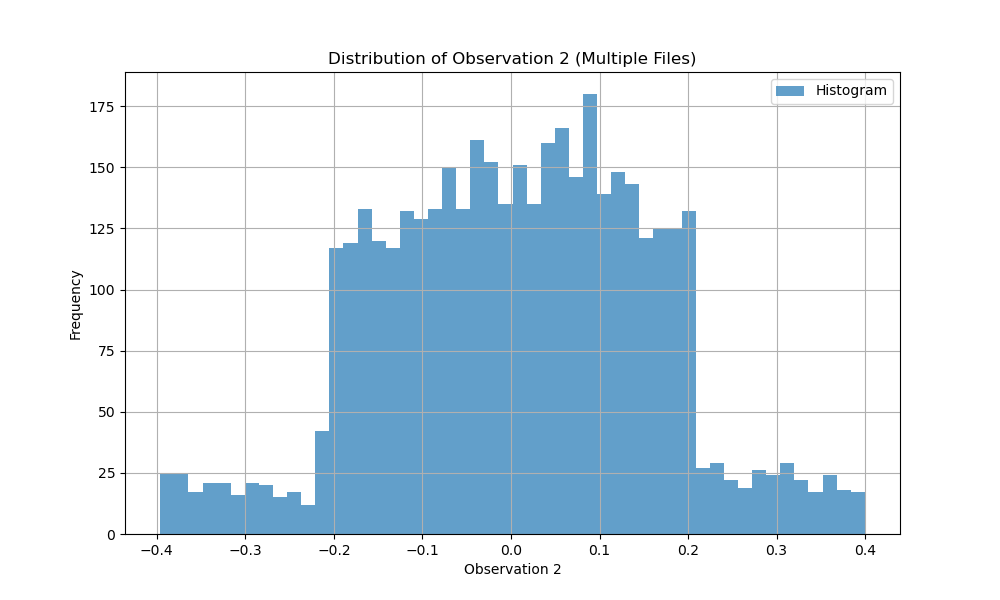 Distribution of Observation 2 (Multiple Files)
Histogram
175
150
125
100
75
50
25
0
Frequency
−0.4 −0.3 −0.2 −0.1 0.0 0.1 0.2 0.3 0.4
Observation 2